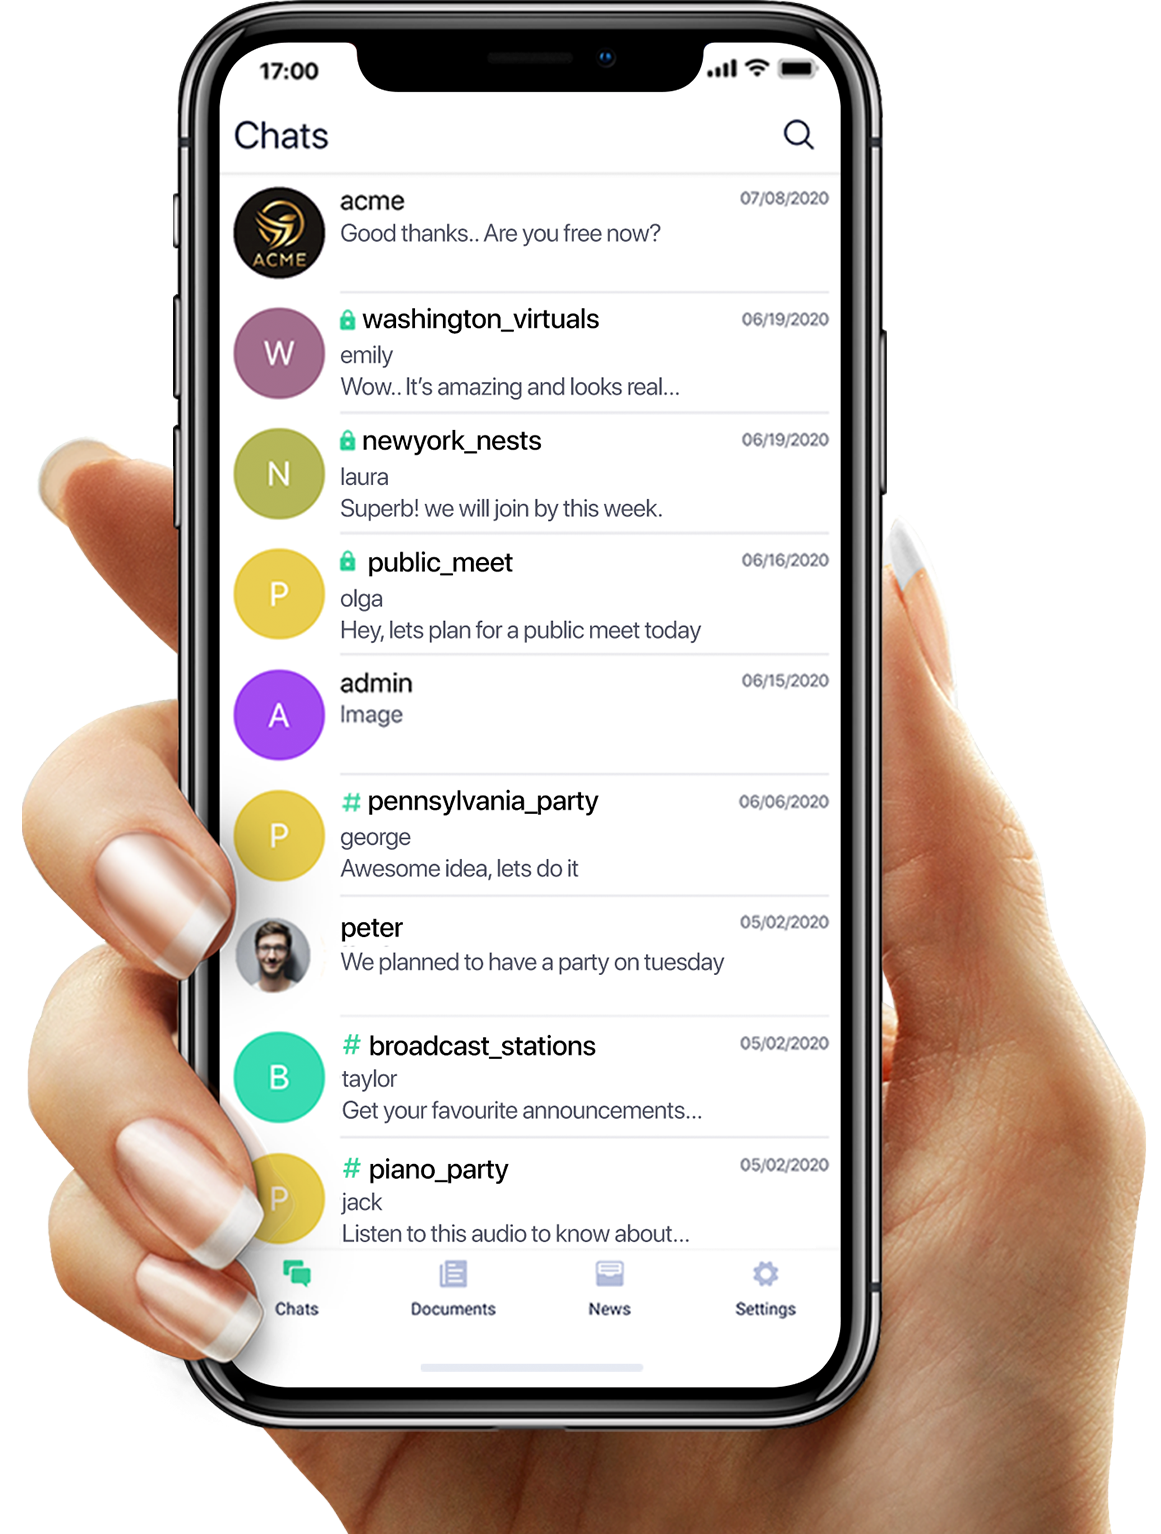 17:00
Chats
ACME
acme
07/08/2020
Good thanks.. Are you free now?
W
washington_virtuals
06/19/2020
emily
Wow.. It's amazing and looks real...
N
newyork_nests
06/19/2020
laura
Superb! we will join by this week.
P
public_meet
06/16/2020
olga
Hey, lets plan for a public meet today
A
admin
06/15/2020
Image
P
# pennsylvania_party
06/06/2020
george
Awesome idea, lets do it
peter
05/02/2020
We planned to have a party on tuesday
B
# broadcast_stations
05/02/2020
taylor
Get your favourite announcements...
P
# piano_party
05/02/2020
jack
Listen to this audio to know about...
Chats
Documents
News
Settings